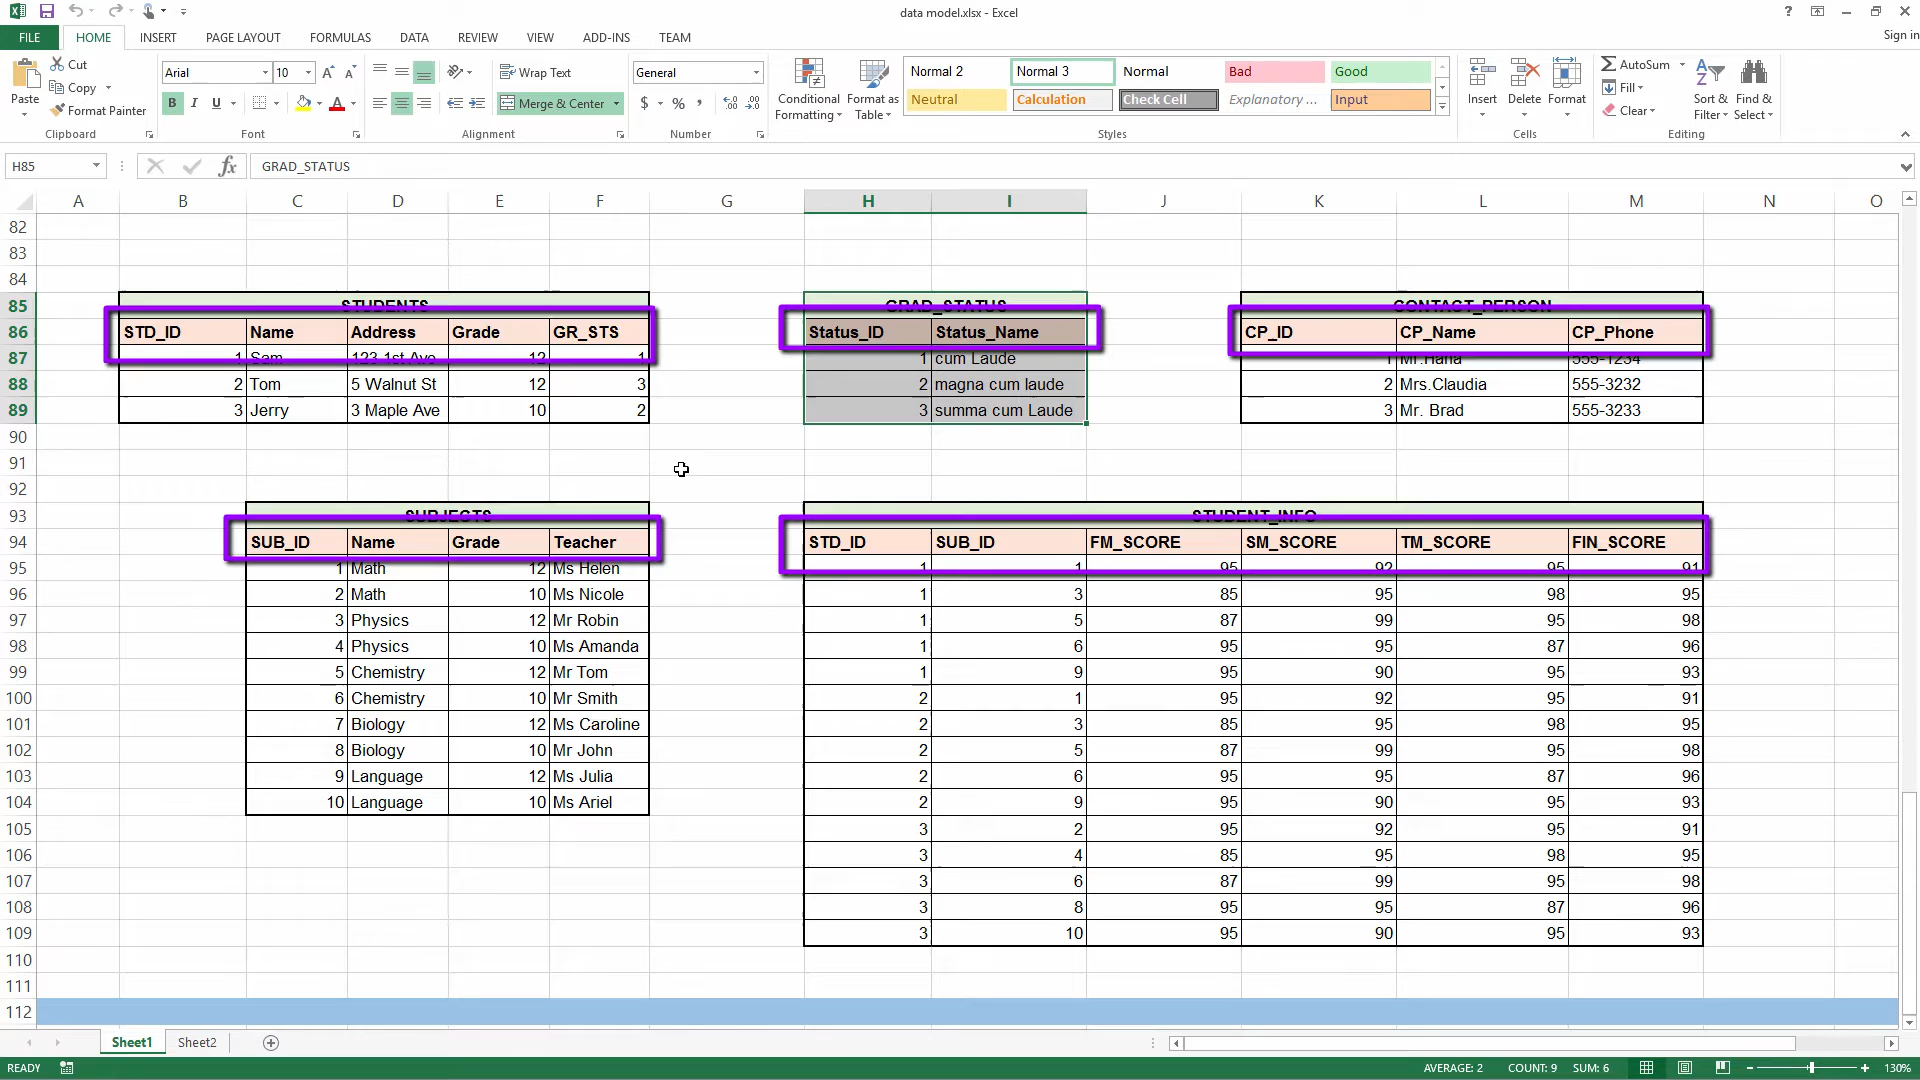 data model.xlsx - Excel
Sign in
FILE HOME INSERT PAGE LAYOUT FORMULAS DATA REVIEW VIEW ADD-INS TEAM
Paste
Cut
Copy
Format Painter
Clipboard
Arial 10
B I U
Font
Wrap Text
Merge & Center
Alignment
General
$ % ,
Number
Conditional Formatting
Format as Table
Normal 2 Normal 3 Normal Bad Good
Neutral Calculation Check Cell Explanatory ... Input
Styles
Insert Delete Format
Cells
AutoSum
Fill
Clear
Sort & Filter
Find & Select
Editing
H85 fx GRAD_STATUS
A B C D E F G H I J K L M N O
82
83
84
85 STUDENTS GRAD_STATUS CONTACT_PERSON
86 STD_ID Name Address Grade GR_STS Status_ID Status_Name CP_ID CP_Name CP_Phone
87 1 Sam 123 1st Ave 12 1 1 cum Laude 1 Mr.Hana 555-1234
88 2 Tom 5 Walnut St 12 3 2 magna cum laude 2 Mrs.Claudia 555-3232
89 3 Jerry 3 Maple Ave 10 2 3 summa cum Laude 3 Mr. Brad 555-3233
90
91
92
93 SUBJECTS STUDENT_INFO
94 SUB_ID Name Grade Teacher STD_ID SUB_ID FM_SCORE SM_SCORE TM_SCORE FIN_SCORE
95 1 Math 12 Ms Helen 1 1 95 92 95 91
96 2 Math 10 Ms Nicole 1 3 85 95 98 95
97 3 Physics 12 Mr Robin 1 5 87 99 95 98
98 4 Physics 10 Ms Amanda 1 6 95 95 87 96
99 5 Chemistry 12 Mr Tom 1 9 95 90 95 93
100 6 Chemistry 10 Mr Smith 2 1 95 92 95 91
101 7 Biology 12 Ms Caroline 2 3 85 95 98 95
102 8 Biology 10 Mr John 2 5 87 99 95 98
103 9 Language 12 Ms Julia 2 6 95 95 87 96
104 10 Language 10 Ms Ariel 2 9 95 90 95 93
105 3 2 95 92 95 91
106 3 4 85 95 98 95
107 3 6 87 99 95 98
108 3 8 95 95 87 96
109 3 10 95 90 95 93
110
111
112
Sheet1 Sheet2
READY AVERAGE: 2 COUNT: 9 SUM: 6 130%